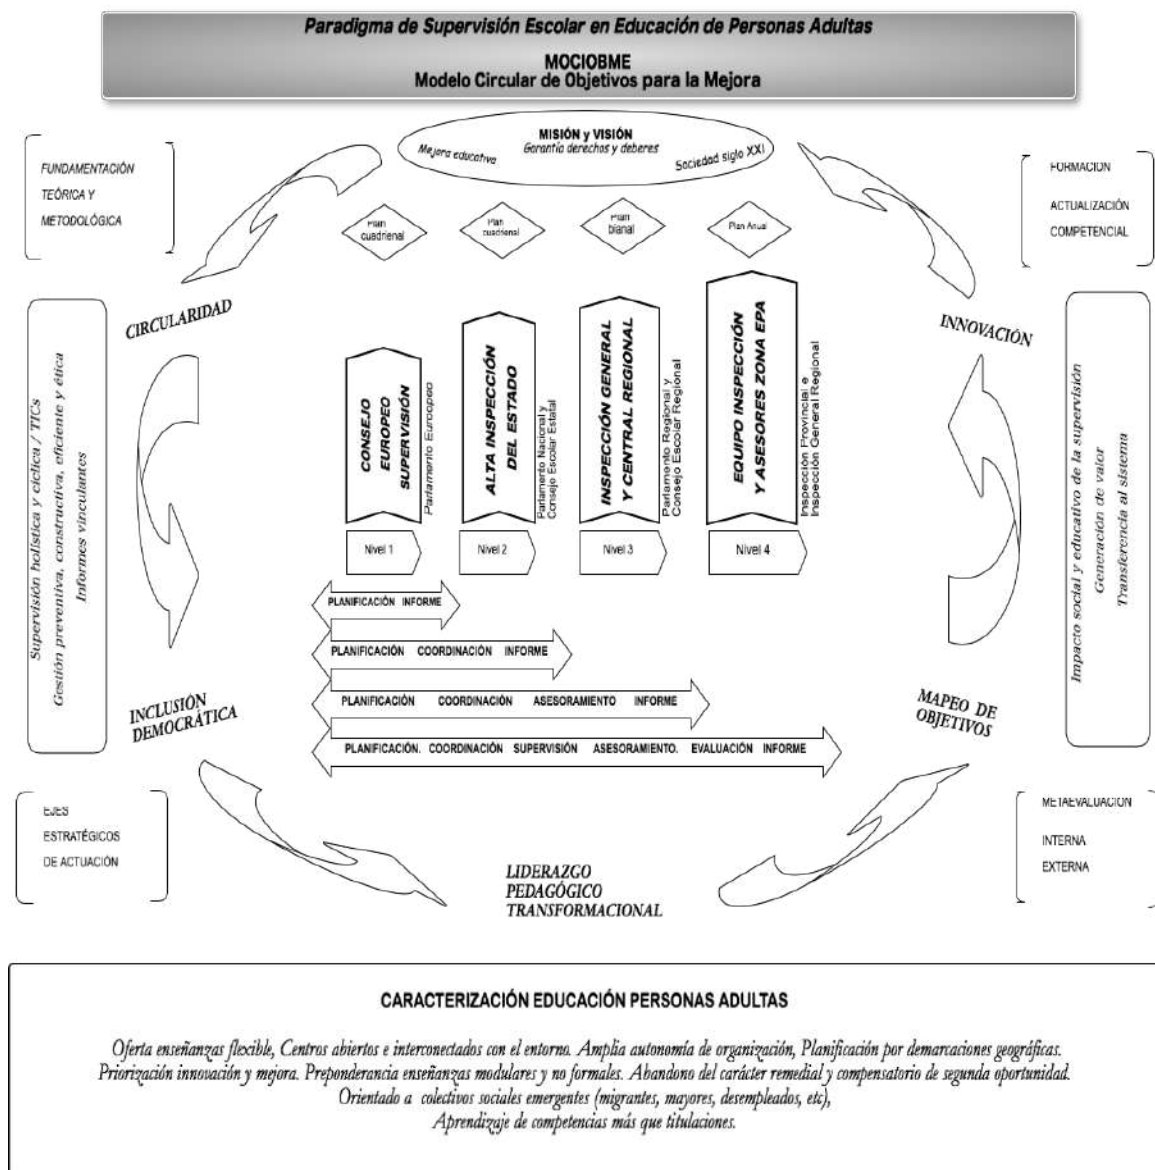 Paradigma de Supervisión Escolar en Educación de Personas Adultas
MOCIOBME
Modelo Circular de Objetivos para la Mejora
MISIÓN y VISIÓN
Garantía derechos y deberes
Mejora educativa
Sociedad siglo XXI
FUNDAMENTACIÓN
TEÓRICA Y
METODOLÓGICA
FORMACION
ACTUALIZACIÓN
COMPETENCIAL
Plan
cuadrienal
Plan
cuadrienal
Plan
bianal
Plan Anual
CIRCULARIDAD
INNOVACIÓN
Supervisión holística y cíclica / TICs
Gestión preventiva, constructiva, eficiente y ética
Informes vinculantes
CONSEJO
EUROPEO
SUPERVISIÓN
Parlamento Europeo
ALTA INSPECCIÓN
DEL ESTADO
Parlamento Nacional y
Consejo Escolar Estatal
INSPECCIÓN GENERAL
Y CENTRAL REGIONAL
Parlamento Regional y
Consejo Escolar Regional
EQUIPO INSPECCIÓN
Y ASESORES ZONA EPA
Inspección Provincial e
Inspección General Regional
Impacto social y educativo de la supervisión
Generación de valor
Transferencia al sistema
Nivel 1
Nivel 2
Nivel 3
Nivel 4
PLANIFICACIÓN INFORME
PLANIFICACIÓN COORDINACIÓN INFORME
PLANIFICACIÓN COORDINACIÓN ASESORAMIENTO INFORME
PLANIFICACIÓN. COORDINACIÓN SUPERVISIÓN ASESORAMIENTO. EVALUACIÓN INFORME
INCLUSIÓN
DEMOCRÁTICA
MAPEO DE
OBJETIVOS
EJES
ESTRATÉGICOS
DE ACTUACIÓN
METAEVALUACION
INTERNA
EXTERNA
LIDERAZGO
PEDAGÓGICO
TRANSFORMACIONAL
CARACTERIZACIÓN EDUCACIÓN PERSONAS ADULTAS
Oferta enseñanzas flexible, Centros abiertos e interconectados con el entorno. Amplia autonomía de organización, Planificación por demarcaciones geográficas.
Priorización innovación y mejora. Preponderancia enseñanzas modulares y no formales. Abandono del carácter remedial y compensatorio de segunda oportunidad.
Orientado a colectivos sociales emergentes (migrantes, mayores, desempleados, etc),
Aprendizaje de competencias más que titulaciones.